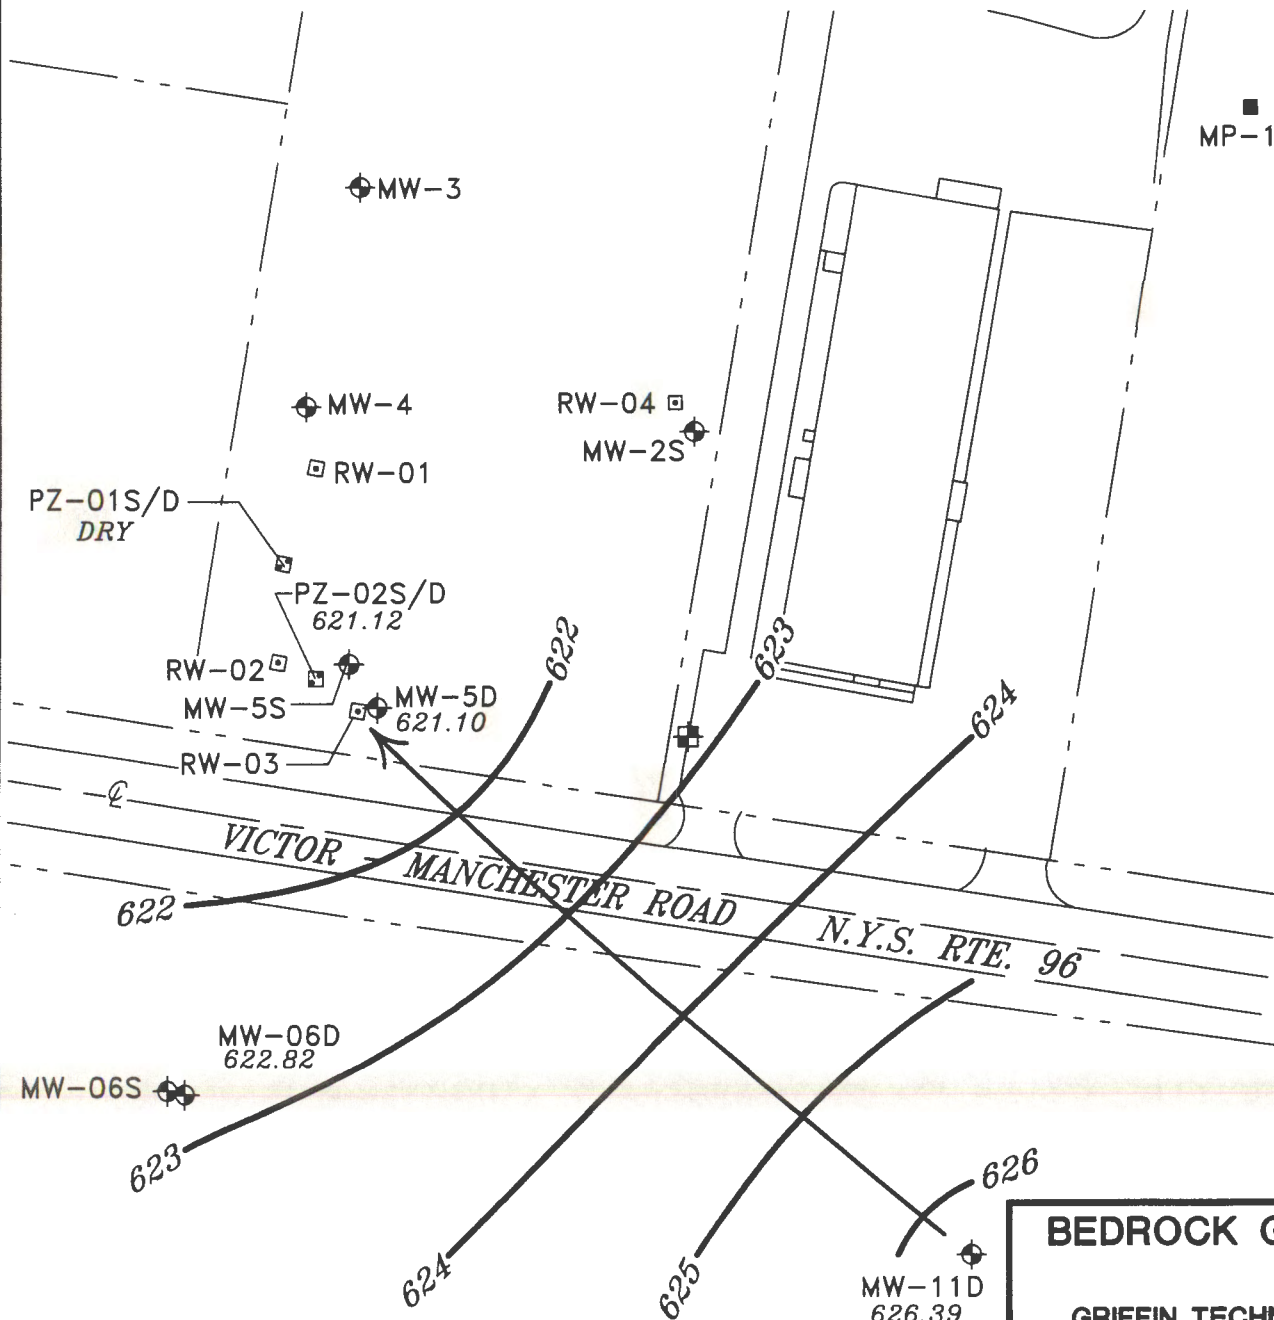 MP-1
MW-3
MW-4
RW-04
MW-2S
RW-01
PZ-01S/D
DRY
PZ-02S/D
621.12
622
623
RW-02
MW-5S
MW-5D
621.10
624
RW-03
℄
VICTOR - MANCHESTER ROAD N.Y.S. RTE. 96
622
MW-06D
622.82
MW-06S
623
626
624
625
MW-11D
626.39
BEDROCK G
GRIFFIN TECHN